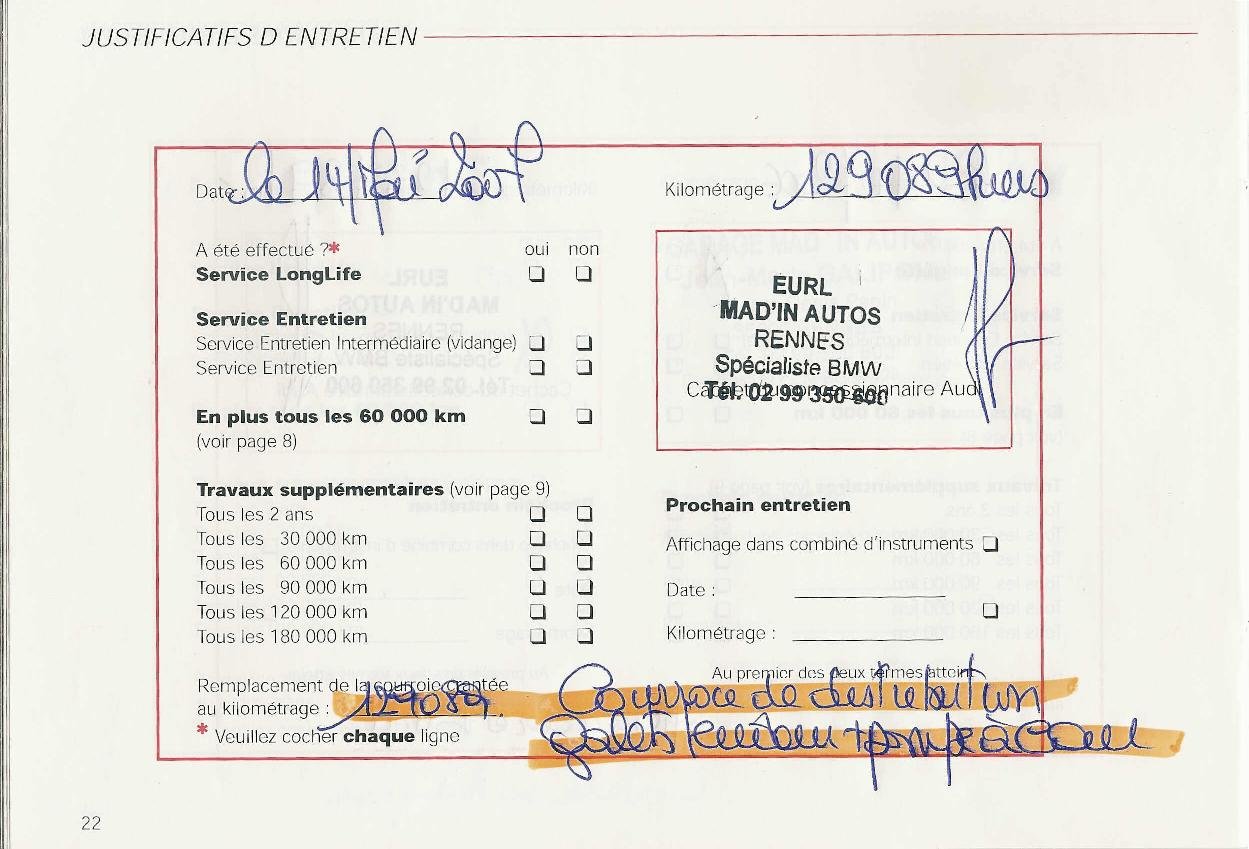 JUSTIFICATIFS D ENTRETIEN
Date : le 14/Mai 2007
Kilométrage : 129089kms
A été effectué ?* oui non
Service LongLife
Service Entretien
Service Entretien Intermédiaire (vidange)
Service Entretien
En plus tous les 60 000 km
(voir page 8)
EURL
MAD'IN AUTOS
RENNES
Spécialiste BMW
Cachet du concessionnaire Audi
Tél. 02 99 350 600
Travaux supplémentaires (voir page 9)
Tous les 2 ans
Tous les 30 000 km
Tous les 60 000 km
Tous les 90 000 km
Tous les 120 000 km
Tous les 180 000 km
Prochain entretien
Affichage dans combiné d'instruments
Date :
Kilométrage :
Au premier des deux termes atteint
Remplacement de la courroie crantée
au kilométrage : 129089
Courroie de distribution
galets tendeur + pompe à eau
* Veuillez cocher chaque ligne
22